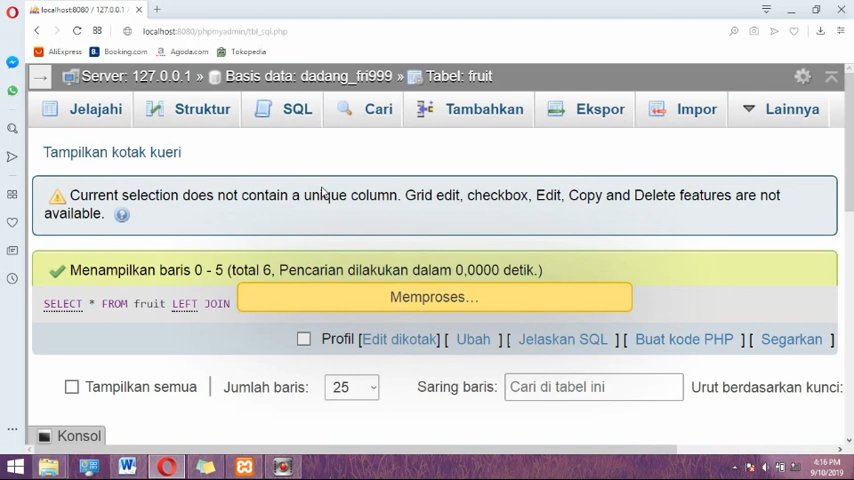 localhost:8080 / 127.0.0.1
localhost:8080/phpmyadmin/tbl_sql.php
AliExpress Booking.com Agoda.com Tokopedia
Server: 127.0.0.1 » Basis data: dadang_fri999 » Tabel: fruit
Jelajahi Struktur SQL Cari Tambahkan Ekspor Impor Lainnya
Tampilkan kotak kueri
Current selection does not contain a unique column. Grid edit, checkbox, Edit, Copy and Delete features are not
available.
Menampilkan baris 0 - 5 (total 6, Pencarian dilakukan dalam 0,0000 detik.)
Memproses…
SELECT * FROM fruit LEFT JOIN
Profil [Edit dikotak] [ Ubah ] [ Jelaskan SQL ] [ Buat kode PHP ] [ Segarkan ]
Tampilkan semua Jumlah baris: 25 Saring baris: Cari di tabel ini Urut berdasarkan kunci:
Konsol
4:16 PM
9/10/2019